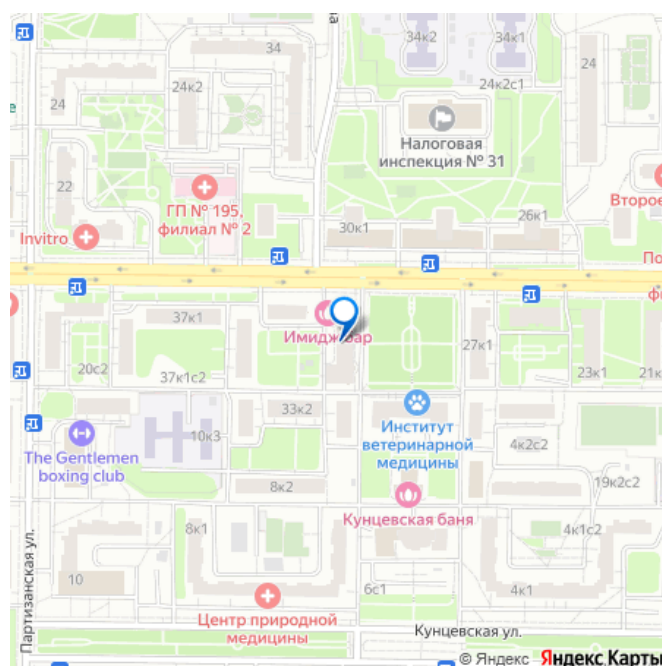 34к2
34к1
34
24
24к2
24к2с1
24
Налоговая
инспекция № 31
22
ГП № 195,
филиал № 2
Второе
Invitro
30к1
26к1
По
37к1
Имидж бар
27к1
20с2
37к1с2
23к1
21к
33к2
10к3
Институт
ветеринарной
медицины
4к2с2
The Gentlemen
boxing club
8к2
19к2с2
Кунцевская баня
8к1
4к1с2
Партизанская ул.
10
6с1
4к1
Центр природной
медицины
Кунцевская ул.
© Яндекс Яндекс Карты